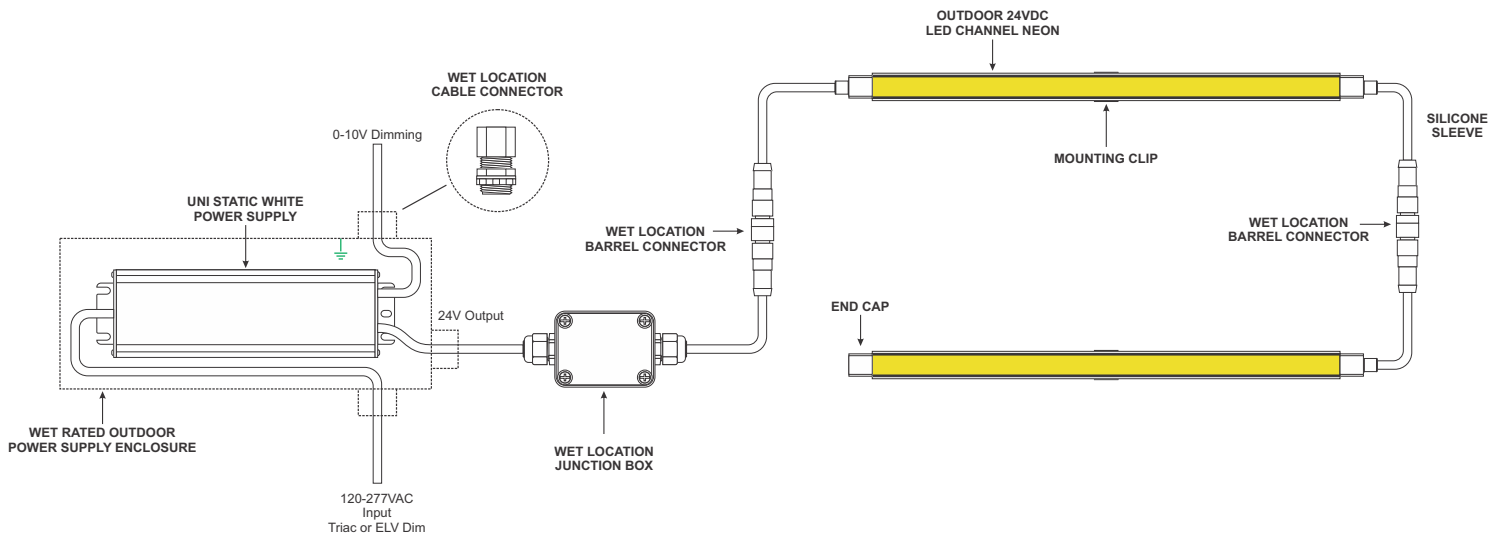 OUTDOOR 24VDC
LED CHANNEL NEON
WET LOCATION
CABLE CONNECTOR
0-10V Dimming
SILICONE
SLEEVE
MOUNTING CLIP
UNI STATIC WHITE
POWER SUPPLY
WET LOCATION
BARREL CONNECTOR
WET LOCATION
BARREL CONNECTOR
24V Output
END CAP
WET RATED OUTDOOR
POWER SUPPLY ENCLOSURE
WET LOCATION
JUNCTION BOX
120-277VAC
Input
Triac or ELV Dim